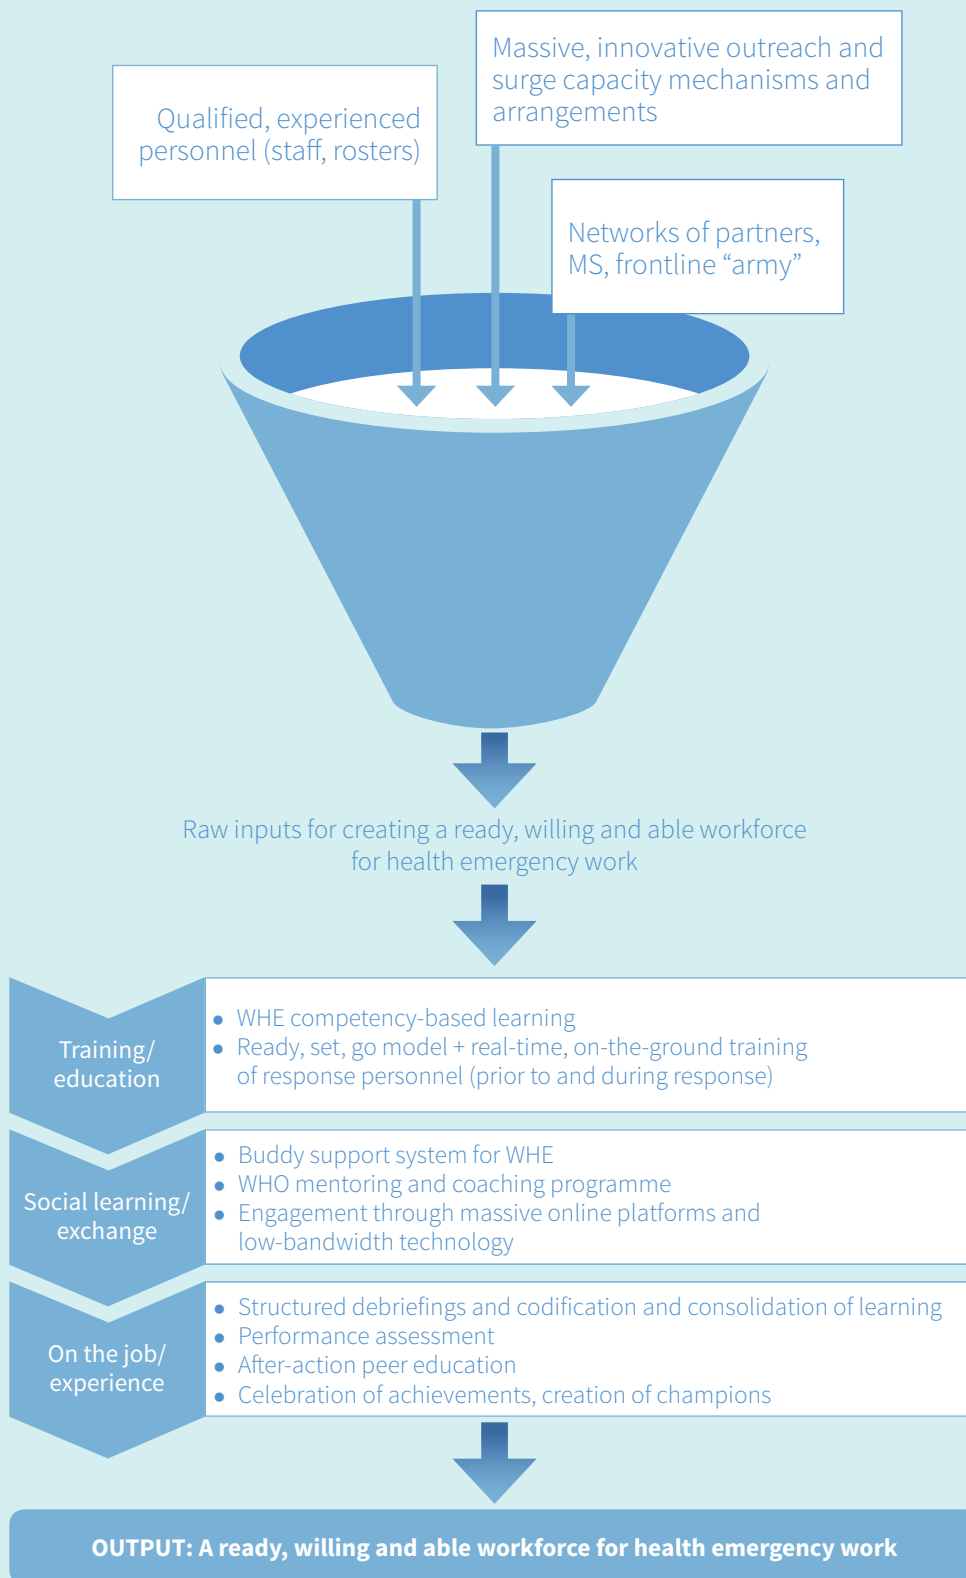 Massive, innovative outreach and
surge capacity mechanisms and
arrangements
Qualified, experienced
personnel (staff, rosters)
Networks of partners,
MS, frontline “army”
Raw inputs for creating a ready, willing and able workforce
for health emergency work
Training/
education
● WHE competency-based learning
● Ready, set, go model + real-time, on-the-ground training
of response personnel (prior to and during response)
Social learning/
exchange
● Buddy support system for WHE
● WHO mentoring and coaching programme
● Engagement through massive online platforms and
low-bandwidth technology
On the job/
experience
● Structured debriefings and codification and consolidation of learning
● Performance assessment
● After-action peer education
● Celebration of achievements, creation of champions
OUTPUT: A ready, willing and able workforce for health emergency work